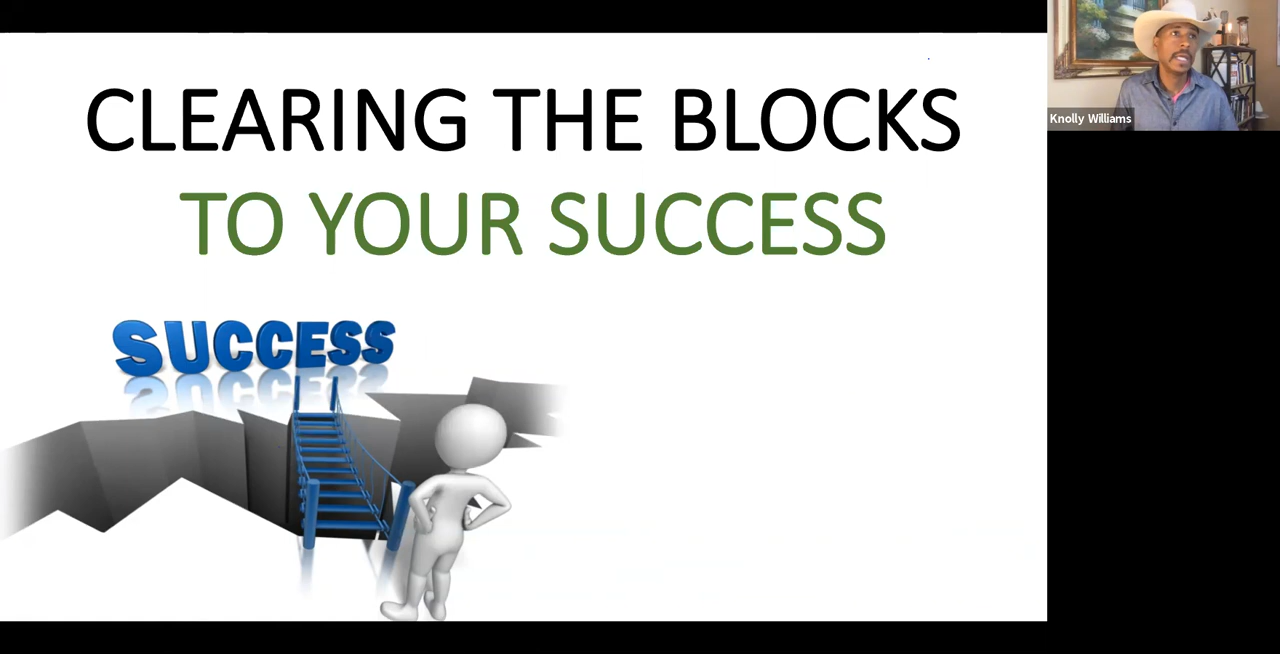 CLEARING THE BLOCKS
TO YOUR SUCCESS
SUCCESS
Knolly Williams